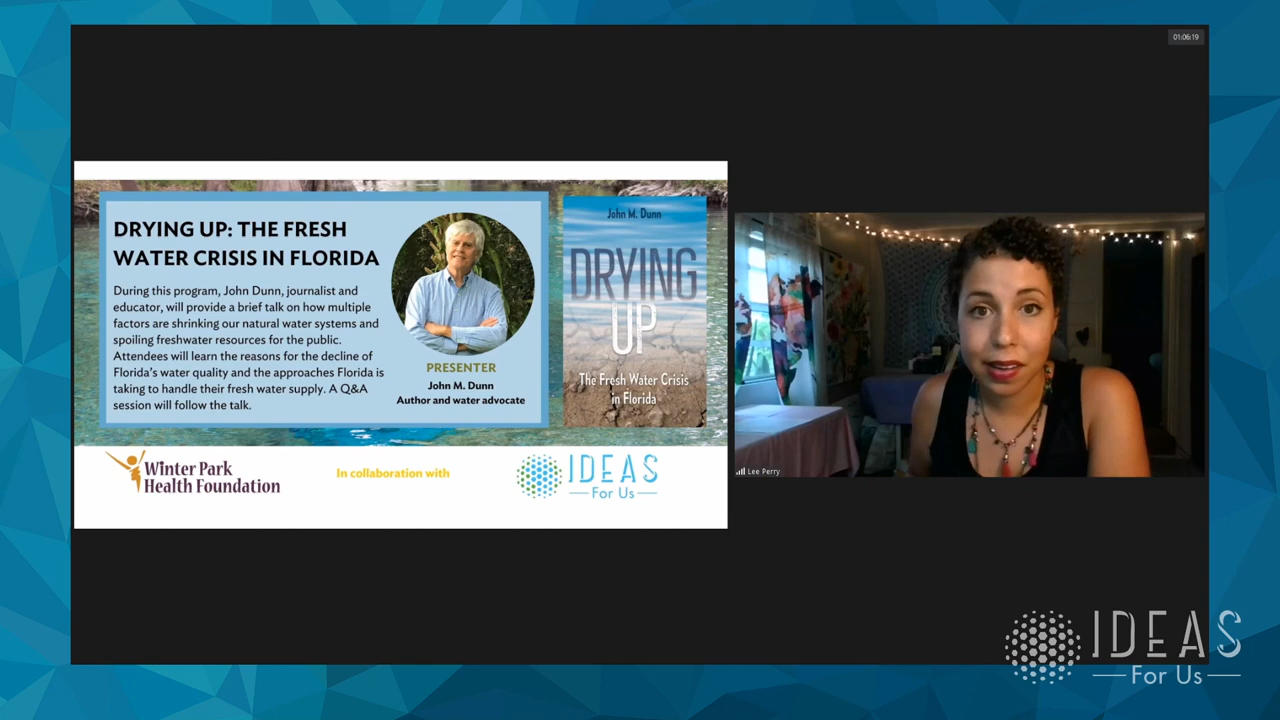 01:06:19
DRYING UP: THE FRESH
WATER CRISIS IN FLORIDA
During this program, John Dunn, journalist and
educator, will provide a brief talk on how multiple
factors are shrinking our natural water systems and
spoiling freshwater resources for the public.
Attendees will learn the reasons for the decline of
Florida's water quality and the approaches Florida is
taking to handle their fresh water supply. A Q&A
session will follow the talk.
PRESENTER
John M. Dunn
Author and water advocate
John M. Dunn
DRYING
UP
The Fresh Water Crisis
in Florida
Winter Park
Health Foundation
In collaboration with
IDEAS
For Us
Lee Perry
IDEAS
For Us